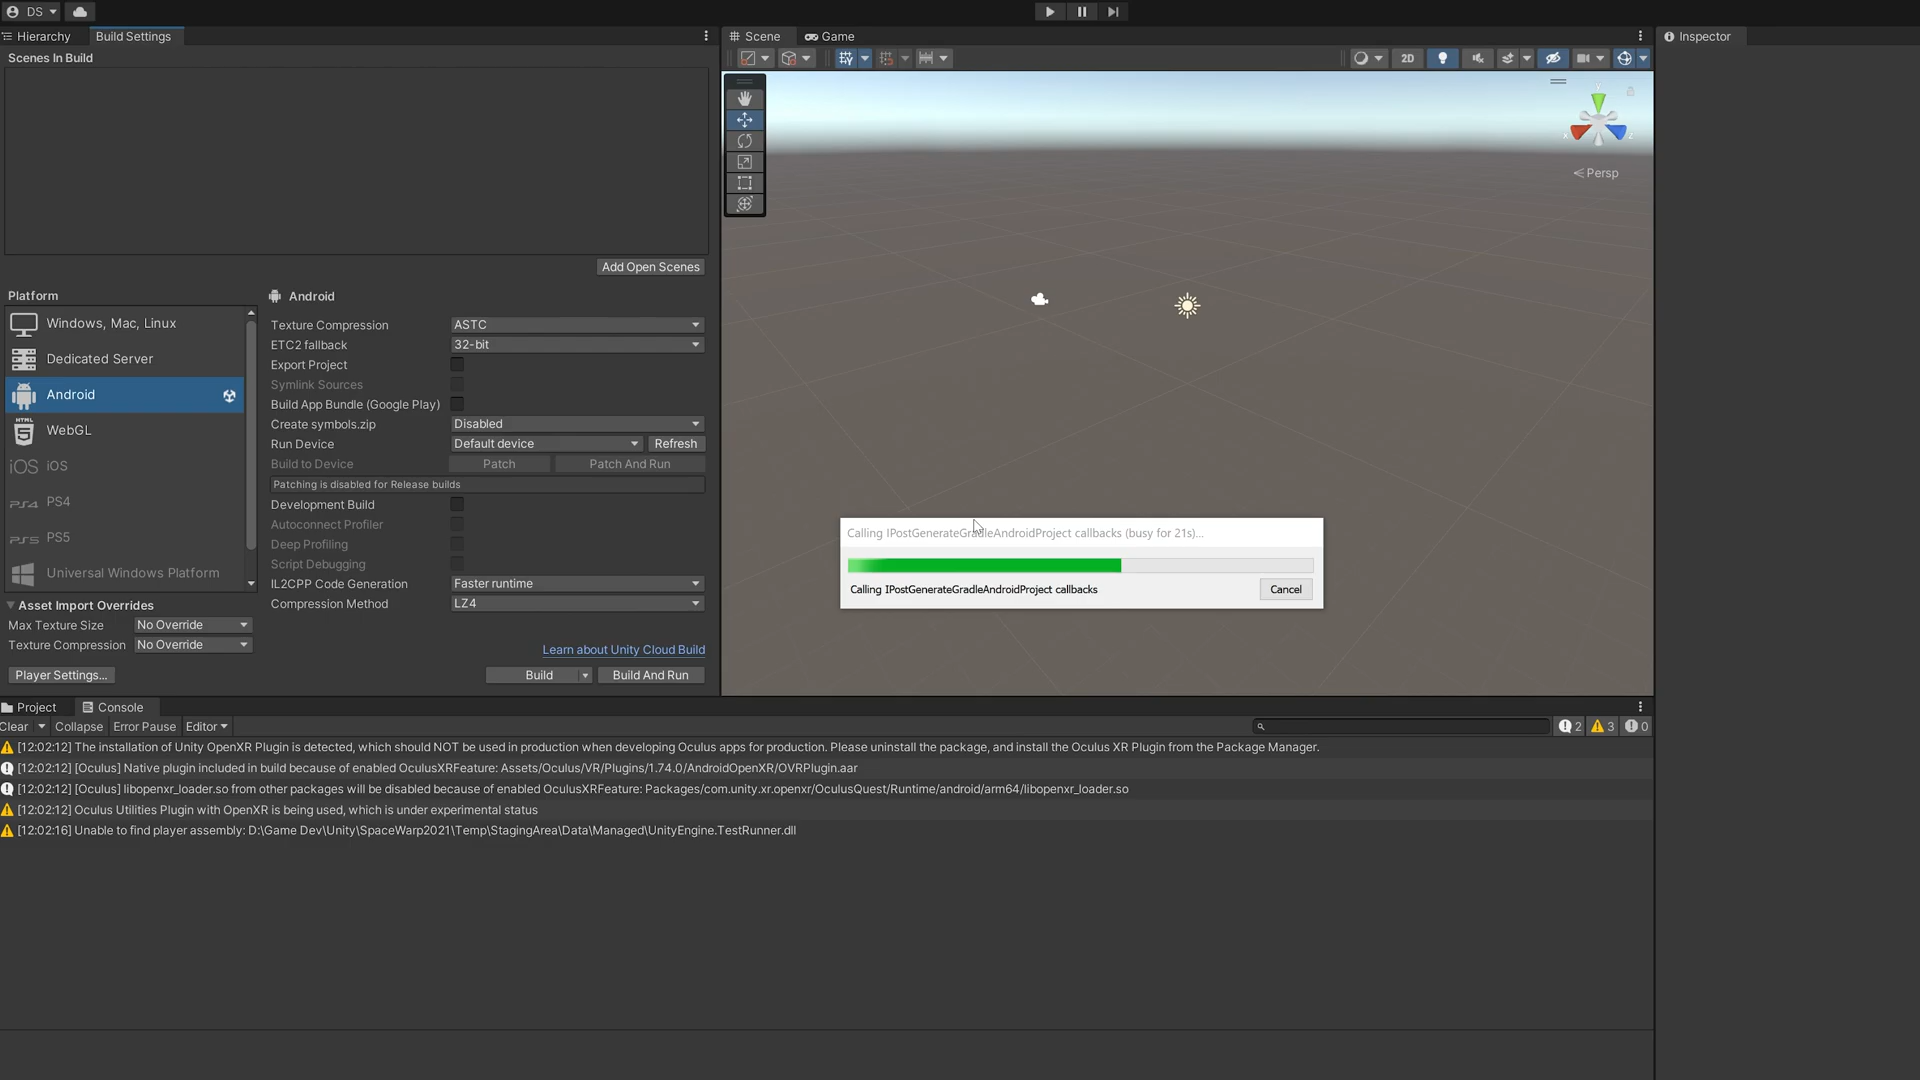 DS
Hierarchy
Build Settings
Scene
Game
Inspector
Scenes In Build
2D
Persp
Add Open Scenes
Platform
Android
Windows, Mac, Linux
Dedicated Server
Android
HTML
5
WebGL
iOS iOS
PS4 PS4
PS5 PS5
Universal Windows Platform
Texture Compression ASTC
ETC2 fallback 32-bit
Export Project
Symlink Sources
Build App Bundle (Google Play)
Create symbols.zip Disabled
Run Device Default device Refresh
Build to Device Patch Patch And Run
Patching is disabled for Release builds
Development Build
Autoconnect Profiler
Deep Profiling
Script Debugging
IL2CPP Code Generation Faster runtime
Compression Method LZ4
Asset Import Overrides
Max Texture Size No Override
Texture Compression No Override
Learn about Unity Cloud Build
Player Settings...
Build
Build And Run
Calling IPostGenerateGradleAndroidProject callbacks (busy for 21s)...
Calling IPostGenerateGradleAndroidProject callbacks
Cancel
Project
Console
Clear Collapse Error Pause Editor
2 3 0
[12:02:12] The installation of Unity OpenXR Plugin is detected, which should NOT be used in production when developing Oculus apps for production. Please uninstall the package, and install the Oculus XR Plugin from the Package Manager.
[12:02:12] [Oculus] Native plugin included in build because of enabled OculusXRFeature: Assets/Oculus/VR/Plugins/1.74.0/AndroidOpenXR/OVRPlugin.aar
[12:02:12] [Oculus] libopenxr_loader.so from other packages will be disabled because of enabled OculusXRFeature: Packages/com.unity.xr.openxr/OculusQuest/Runtime/android/arm64/libopenxr_loader.so
[12:02:12] Oculus Utilities Plugin with OpenXR is being used, which is under experimental status
[12:02:16] Unable to find player assembly: D:\Game Dev\Unity\SpaceWarp2021\Temp\StagingArea\Data\Managed\UnityEngine.TestRunner.dll